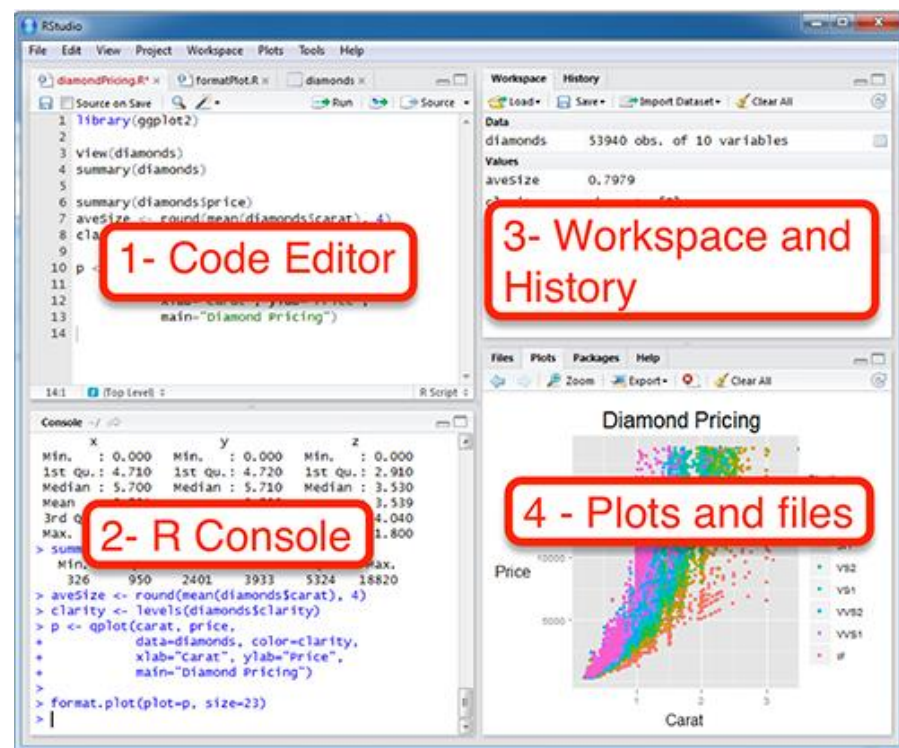 RStudio
File Edit View Project Workspace Plots Tools Help
diamondPricing.R* formatPlot.R diamonds
Source on Save Run Source
1 library(ggplot2)
2
3 view(diamonds)
4 summary(diamonds)
5
6 summary(diamonds$price)
7 aveSize <- round(mean(diamonds$carat), 4)
8 cla
9
10 p <
11
12 xlab="Carat", ylab="Price",
13 main="Diamond Pricing")
14
1- Code Editor
14:1 (Top Level) R Script
Console ~/
x y z
Min. : 0.000 Min. : 0.000 Min. : 0.000
1st Qu.: 4.710 1st Qu.: 4.720 1st Qu.: 2.910
Median : 5.700 Median : 5.710 Median : 3.530
Mean 3.539
3rd Q 4.040
Max. 1.800
2- R Console
> summ
Min. Max.
326 950 2401 3933 5324 18820
> aveSize <- round(mean(diamonds$carat), 4)
> clarity <- levels(diamonds$clarity)
> p <- qplot(carat, price,
+ data=diamonds, color=clarity,
+ xlab="Carat", ylab="Price",
+ main="Diamond Pricing")
>
> format.plot(plot=p, size=23)
>
Workspace History
Load Save Import Dataset Clear All
Data
diamonds 53940 obs. of 10 variables
Values
aveSize 0.7979
3- Workspace and
History
Files Plots Packages Help
Zoom Export Clear All
Diamond Pricing
4 - Plots and files
Price
10000
5000
VS2
VS1
VVS2
VVS1
IF
1 2 3
Carat